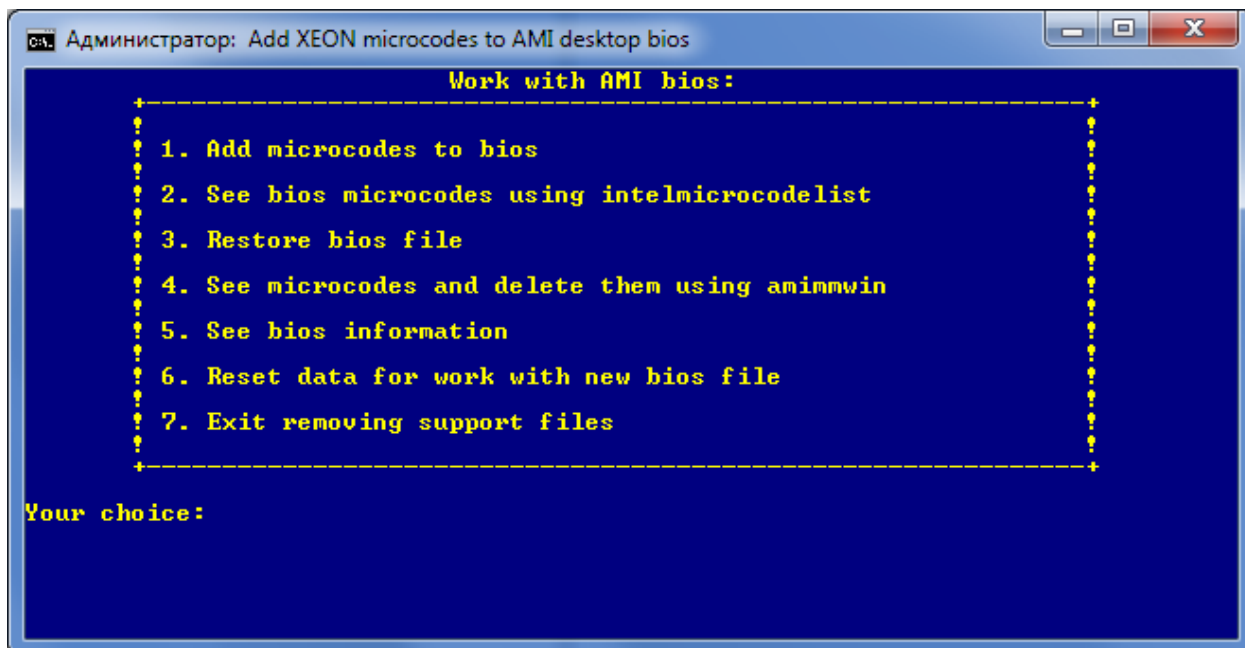 Администратор: Add XEON microcodes to AMI desktop bios
Work with AMI bios:
1. Add microcodes to bios
2. See bios microcodes using intelmicrocodelist
3. Restore bios file
4. See microcodes and delete them using amimmwin
5. See bios information
6. Reset data for work with new bios file
7. Exit removing support files
Your choice: